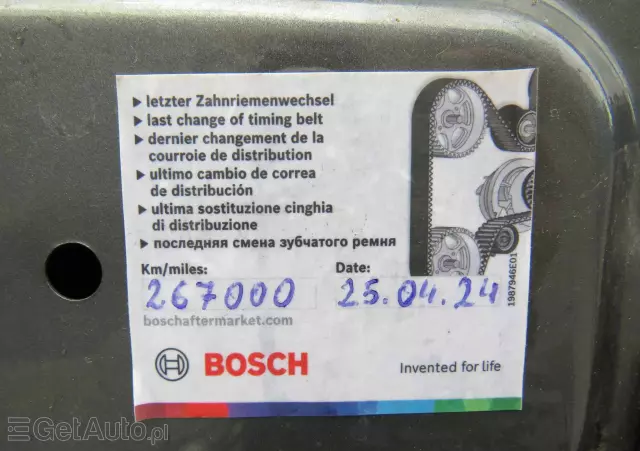 ▸ letzter Zahnriemenwechsel
▸ last change of timing belt
▸ dernier changement de la
courroie de distribution
▸ ultimo cambio de correa
de distribución
▸ ultima sostituzione cinghia
di distribuzione
▸ последняя смена зубчатого ремня
Km/miles: Date:
267000 25.04.24
boschaftermarket.com
1987946E01
BOSCH
Invented for life
GetAuto.pl